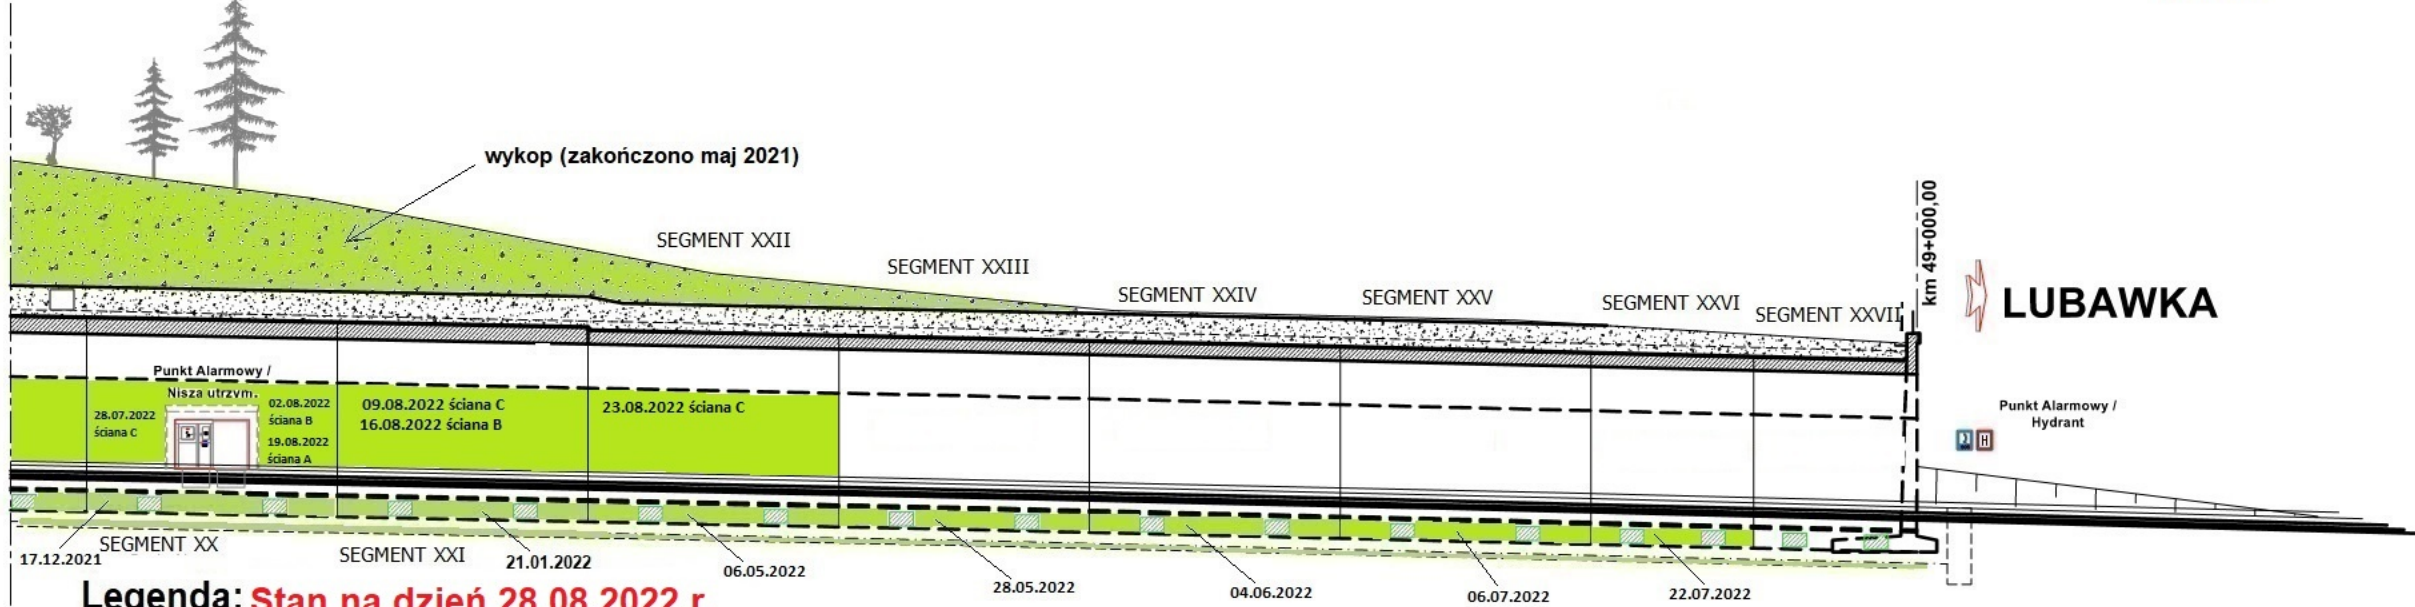 wykop (zakończono maj 2021)
SEGMENT XXII
SEGMENT XXIII
SEGMENT XXIV
SEGMENT XXV
SEGMENT XXVI
SEGMENT XXVII
km 49+000,00
LUBAWKA
Punkt Alarmowy /
Nisza utrzym.
28.07.2022
ściana C
02.08.2022
ściana B
19.08.2022
ściana A
09.08.2022 ściana C
16.08.2022 ściana B
23.08.2022 ściana C
Punkt Alarmowy /
Hydrant
H
17.12.2021
SEGMENT XX
SEGMENT XXI
21.01.2022
06.05.2022
28.05.2022
04.06.2022
06.07.2022
22.07.2022
Legenda: Stan na dzień 28.08.2022 r